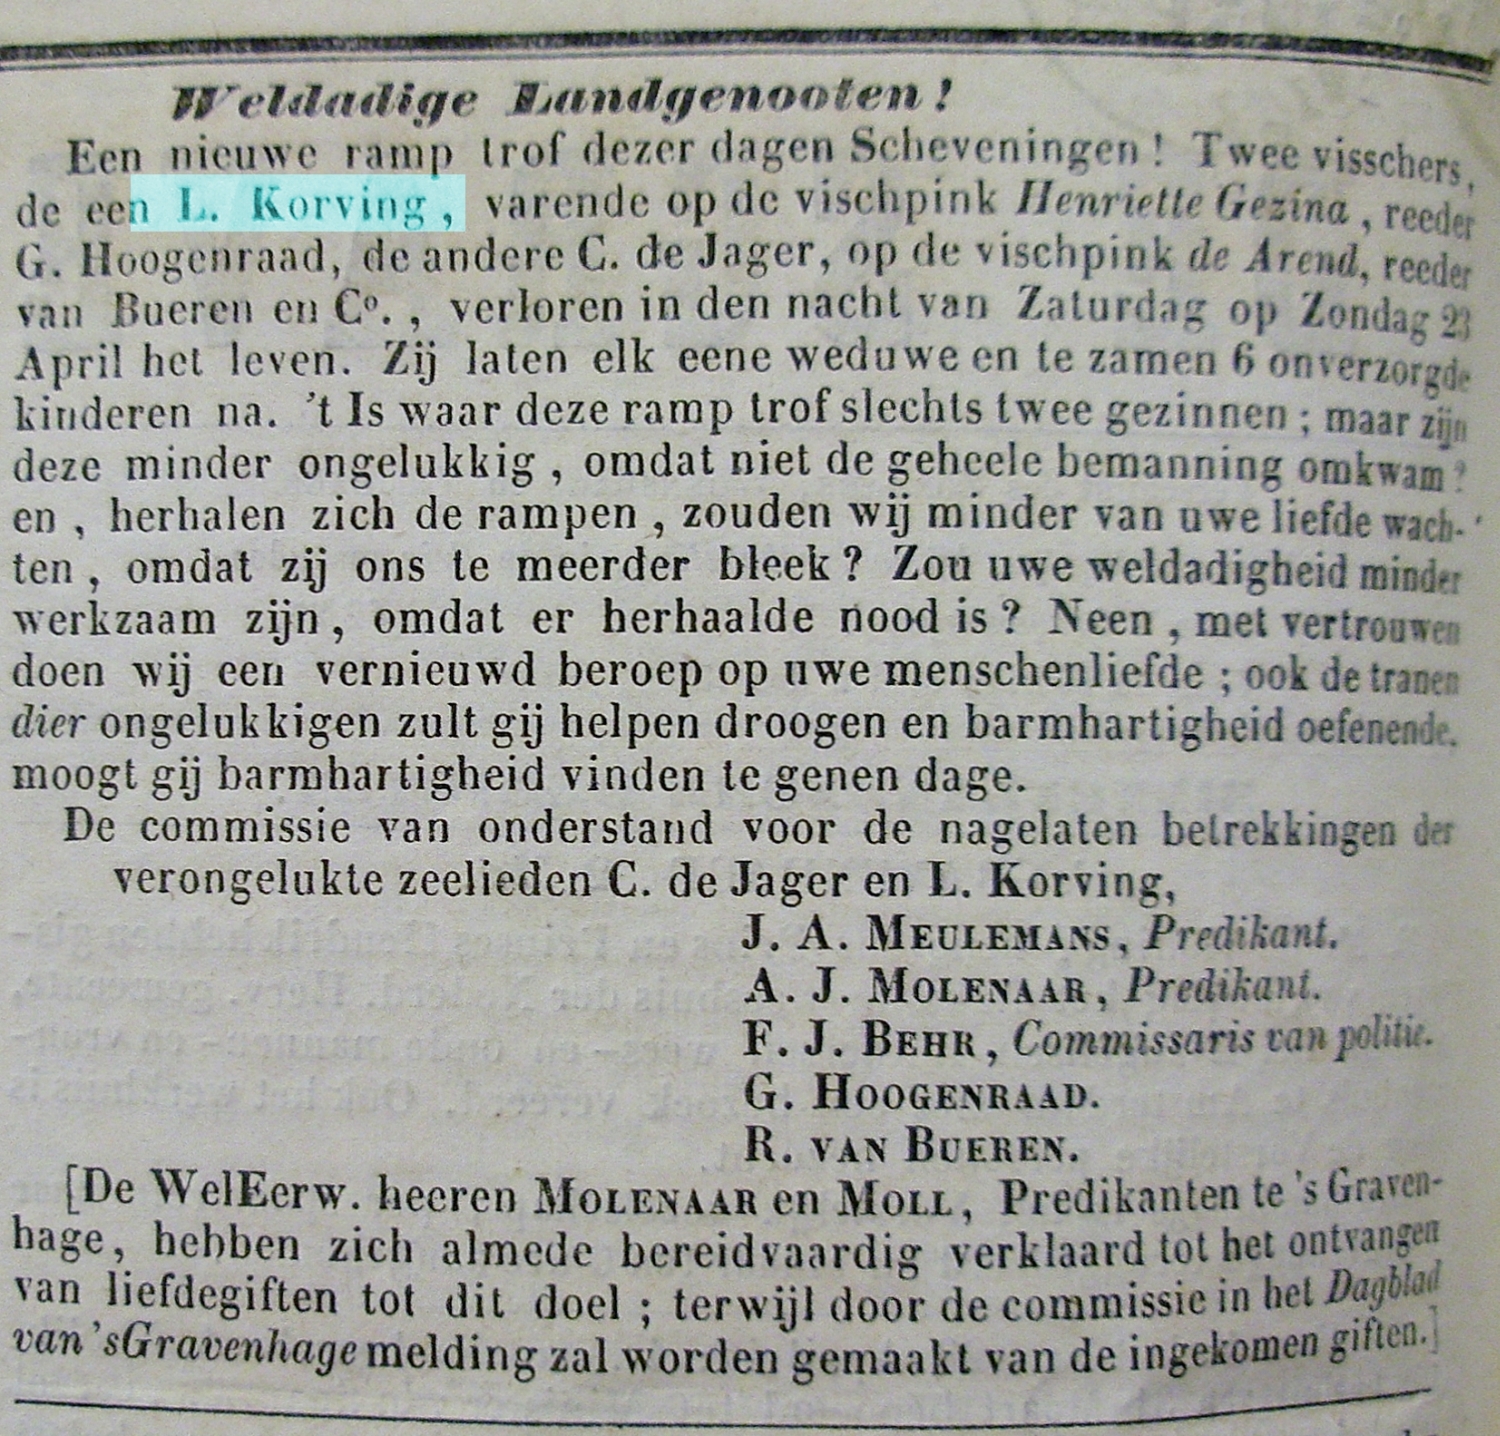 Weldadige Landgenooten!
Een nieuwe ramp trof dezer dagen Scheveningen! Twee visschers,
de een L. Korving, varende op de vischpink Henriette Gezina, reeder
G. Hoogenraad, de andere C. de Jager, op de vischpink de Arend, reeder
van Bueren en Co., verloren in den nacht van Zaturdag op Zondag 23
April het leven. Zij laten elk eene weduwe en te zamen 6 onverzorgde
kinderen na. 't Is waar deze ramp trof slechts twee gezinnen; maar zijn
deze minder ongelukkig, omdat niet de geheele bemanning omkwam?
en, herhalen zich de rampen, zouden wij minder van uwe liefde wach-
ten, omdat zij ons te meerder bleek? Zou uwe weldadigheid minder
werkzaam zijn, omdat er herhaalde nood is? Neen, met vertrouwen
doen wij een vernieuwd beroep op uwe menschenliefde; ook de tranen
dier ongelukkigen zult gij helpen droogen en barmhartigheid oefenende.
moogt gij barmhartigheid vinden te genen dage.
De commissie van onderstand voor de nagelaten betrekkingen der
verongelukte zeelieden C. de Jager en L. Korving,
J. A. MEULEMANS, Predikant.
A. J. MOLENAAR, Predikant.
F. J. BEHR, Commissaris van politie.
G. HOOGENRAAD.
R. VAN BUEREN.
[De WelEerw. heeren MOLENAAR en MOLL, Predikanten te 's Graven-
hage, hebben zich almede bereidvaardig verklaard tot het ontvangen
van liefdegiften tot dit doel; terwijl door de commissie in het Dagblad
van 'sGravenhage melding zal worden gemaakt van de ingekomen giften.]